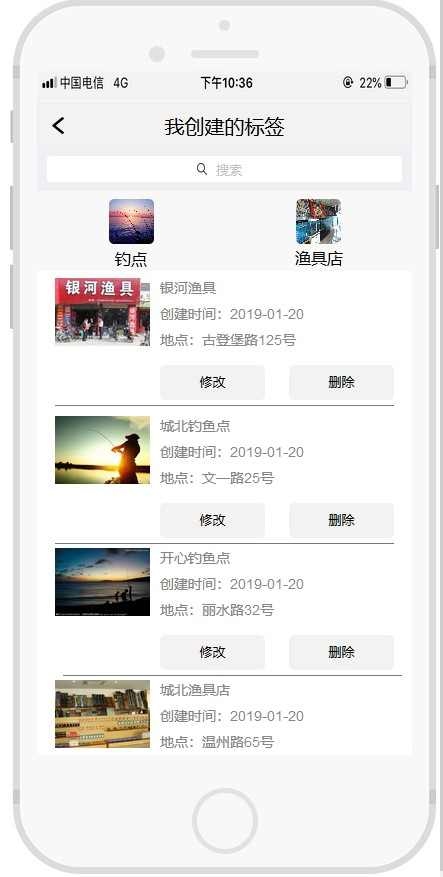 中国电信 4G 下午10:36 22%
我创建的标签
搜索
钓点 渔具店
银河渔具
银河渔具
创建时间：2019-01-20
地点：古登堡路125号
修改 删除
城北钓鱼点
创建时间：2019-01-20
地点：文一路25号
修改 删除
开心钓鱼点
创建时间：2019-01-20
地点：丽水路32号
修改 删除
城北渔具店
创建时间：2019-01-20
地点：温州路65号